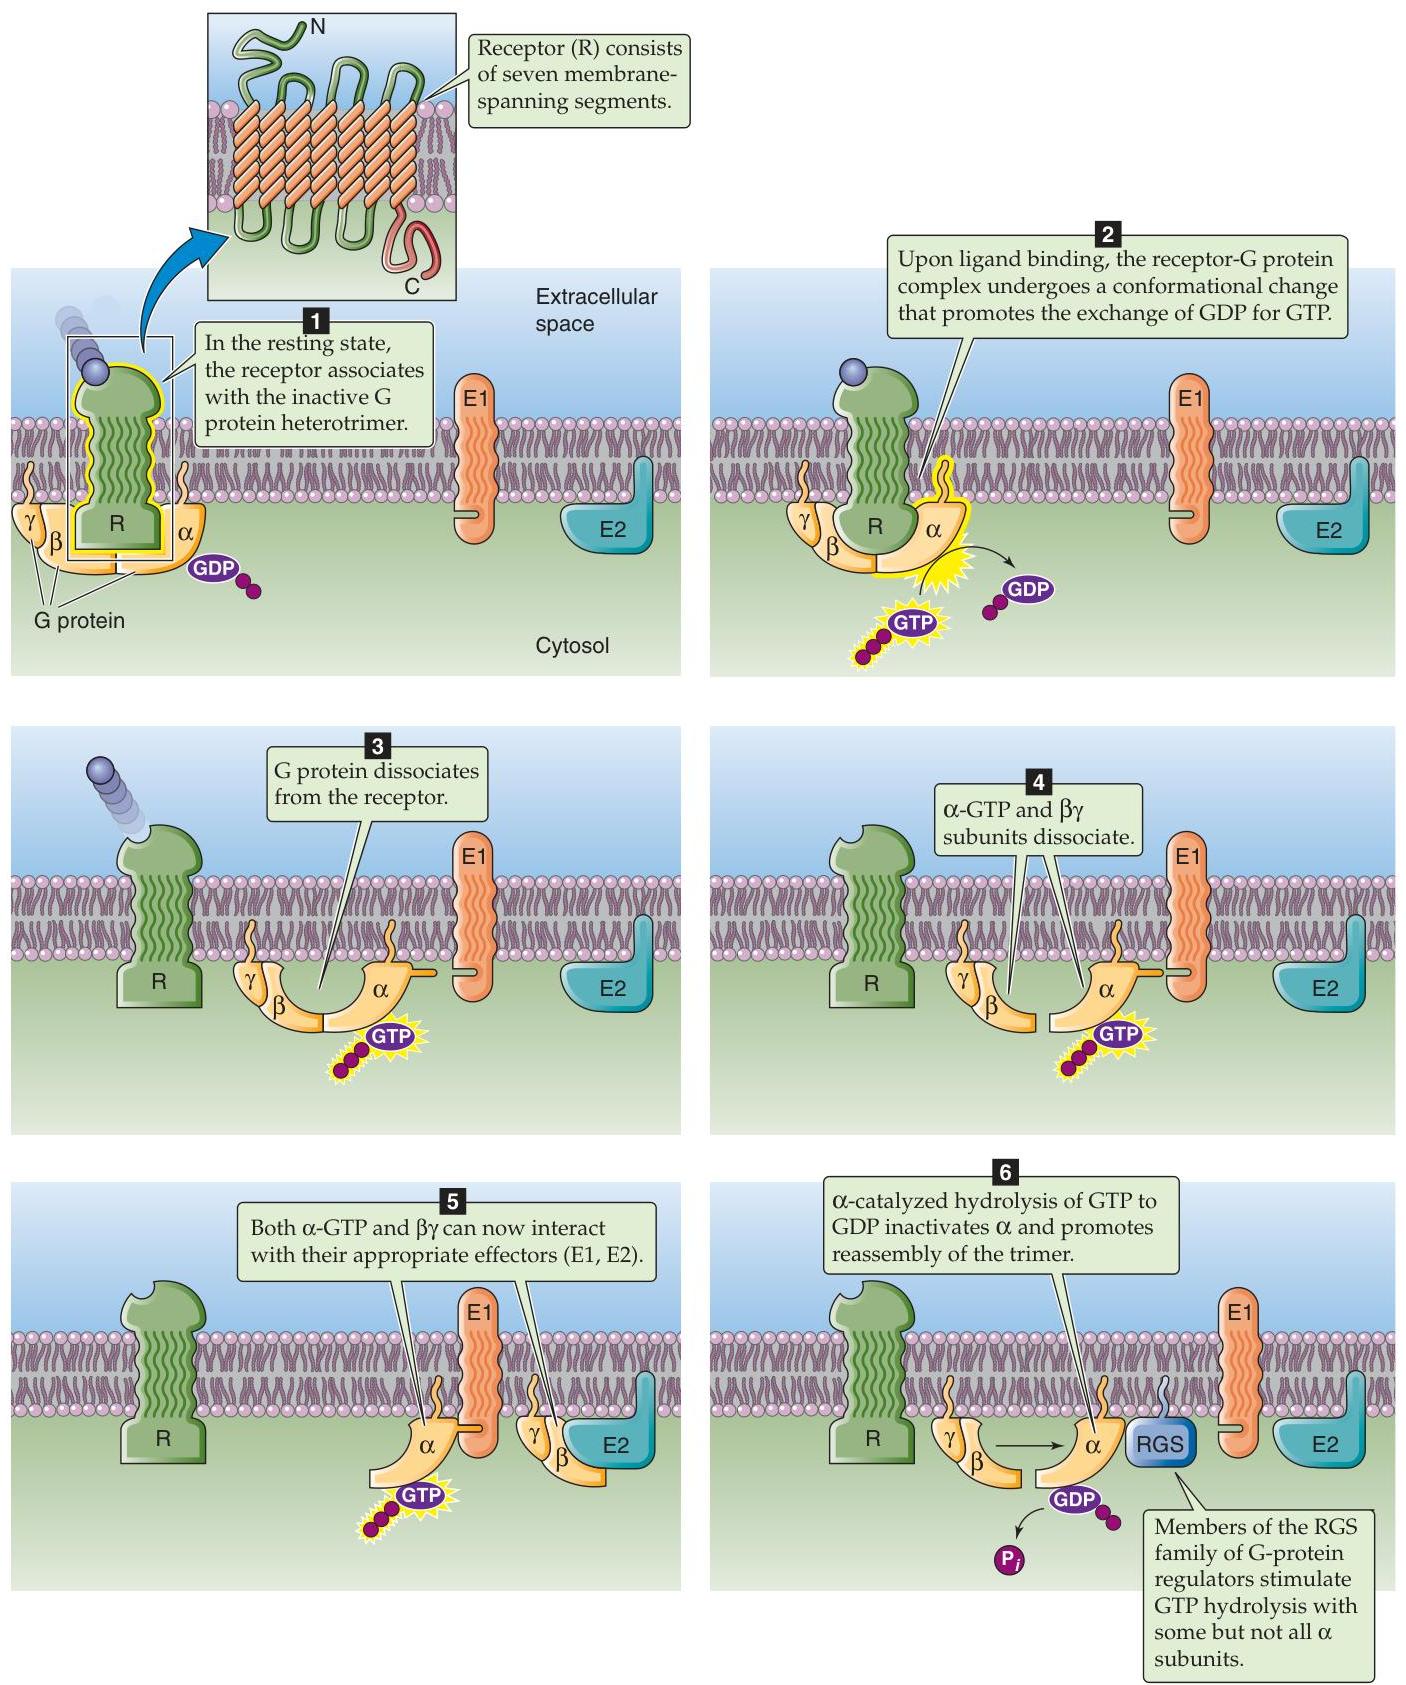 N
Receptor (R) consists
of seven membrane-
spanning segments.
C
Extracellular
space
1
In the resting state,
the receptor associates
with the inactive G
protein heterotrimer.
E1
γ
β
R
α
E2
GDP
G protein
Cytosol
2
Upon ligand binding, the receptor-G protein
complex undergoes a conformational change
that promotes the exchange of GDP for GTP.
E1
γ
β
R
α
E2
GDP
GTP
3
G protein dissociates
from the receptor.
E1
R
γ
β
α
E2
GTP
4
α-GTP and βγ
subunits dissociate.
E1
R
γ
β
α
E2
GTP
5
Both α-GTP and βγ can now interact
with their appropriate effectors (E1, E2).
E1
R
α
γ
β
E2
GTP
6
α-catalyzed hydrolysis of GTP to
GDP inactivates α and promotes
reassembly of the trimer.
E1
R
γ
β
α
RGS
E2
GDP
Pi
Members of the RGS
family of G-protein
regulators stimulate
GTP hydrolysis with
some but not all α
subunits.